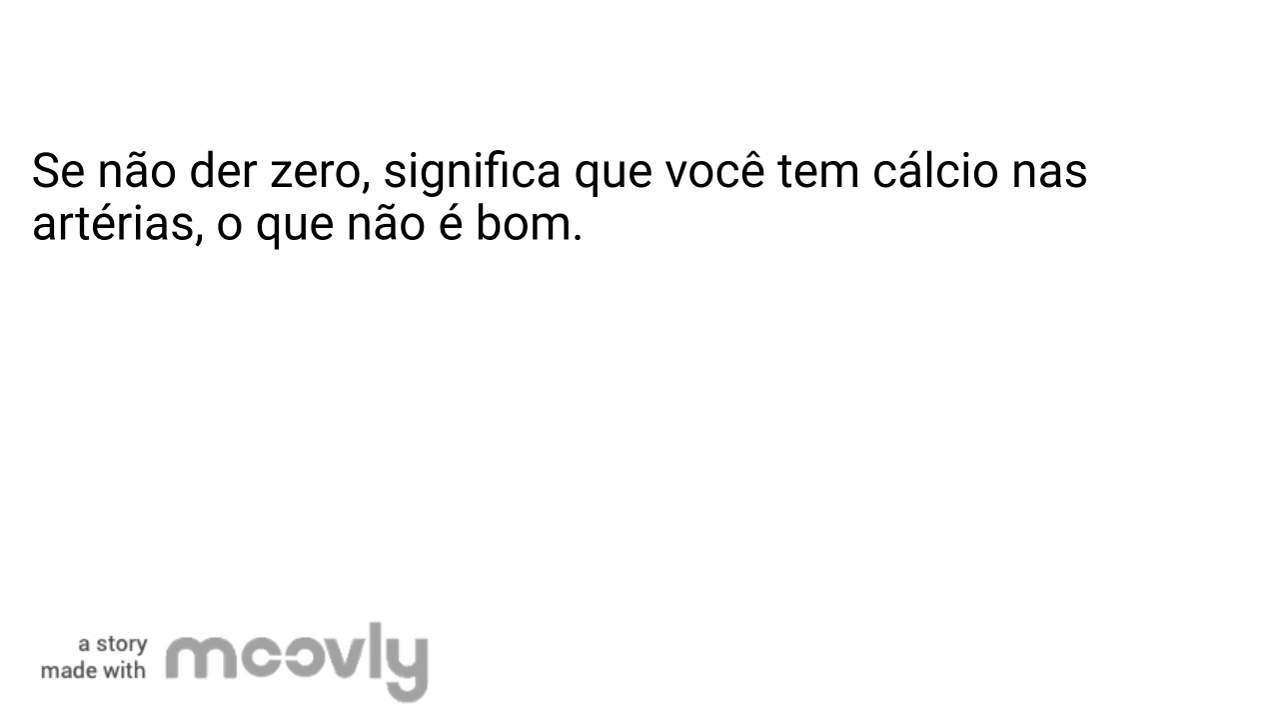 Se não der zero, significa que você tem cálcio nas
artérias, o que não é bom.
a story
made with moovly